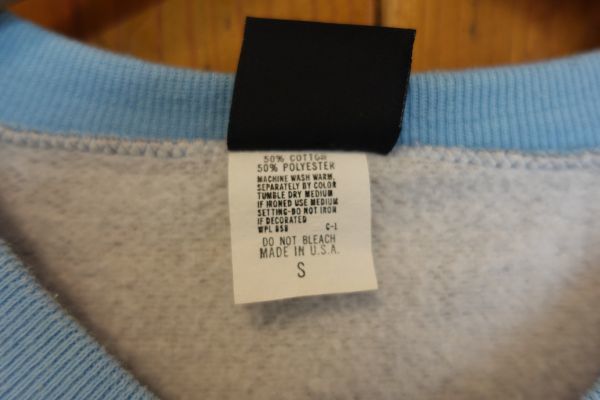 50% COTTON
50% POLYESTER
MACHINE WASH WARM,
SEPARATELY BY COLOR
TUMBLE DRY MEDIUM
IF IRONED USE MEDIUM
SETTING-DO NOT IRON
IF DECORATED
WPL 858 C-1
DO NOT BLEACH
MADE IN U.S.A.
S